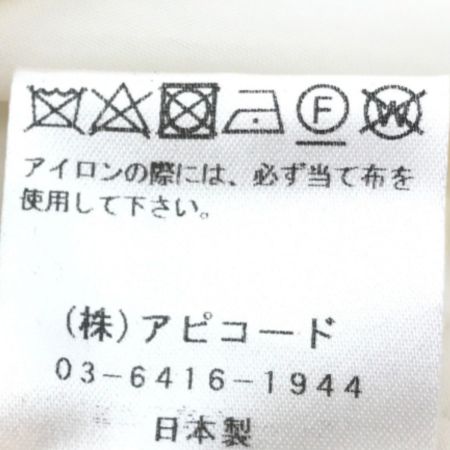 F W
アイロンの際には、必ず当て布を
使用して下さい。
(株)アピコード
03-6416-1944
日本製